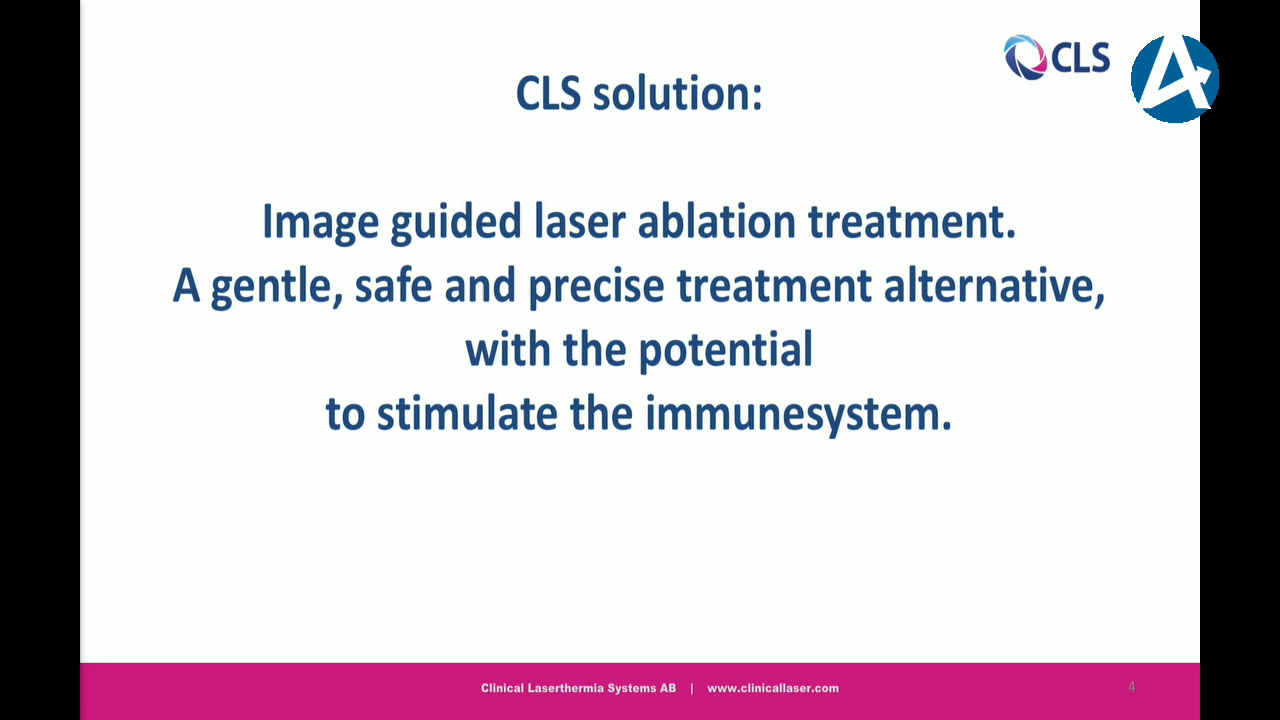 CLS
CLS solution:
Image guided laser ablation treatment.
A gentle, safe and precise treatment alternative,
with the potential
to stimulate the immunesystem.
Clinical Laserthermia Systems AB | www.clinicallaser.com
4